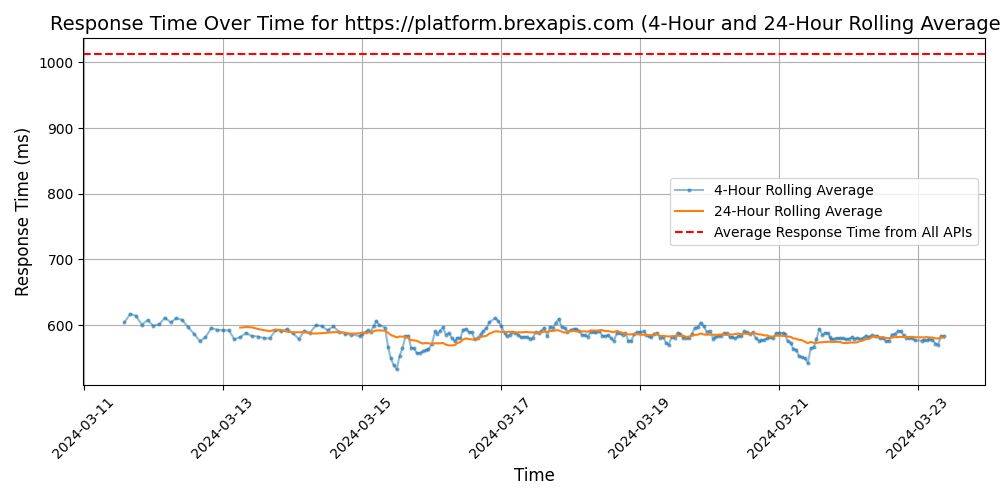 Response Time Over Time for https://platform.brexapis.com (4-Hour and 24-Hour Rolling Average
Response Time (ms)
1000
900
800
700
600
4-Hour Rolling Average
24-Hour Rolling Average
Average Response Time from All APIs
2024-03-11
2024-03-13
2024-03-15
2024-03-17
2024-03-19
2024-03-21
2024-03-23
Time